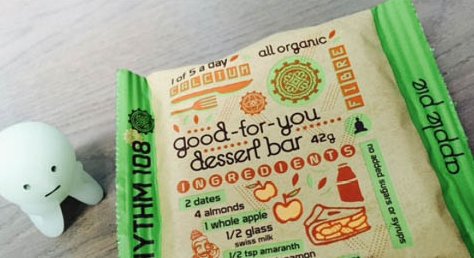 1 of 5 a day
all organic
CALCIUM
FIBRE
good-for-you
dessert bar 42g
INGREDIENTS
2 dates
4 almonds
1 whole apple
1/2 glass
swiss milk
1/2 tsp amaranth
no added sugars or syrups
apple pie
RHYTHM 108